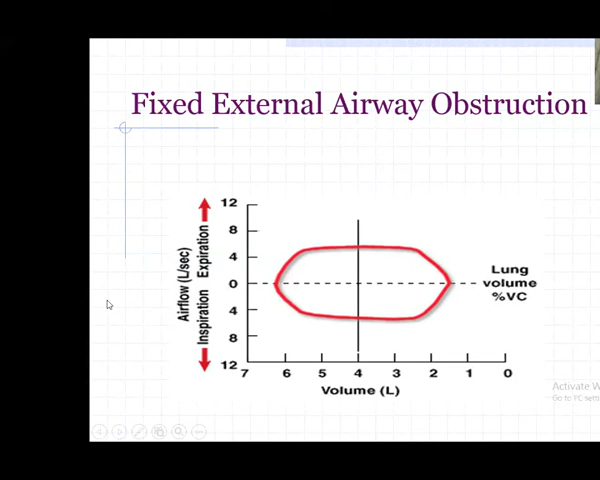 Fixed External Airway Obstruction
12
8
4
0
4
8
12
Airflow (L/sec)
Inspiration Expiration
7 6 5 4 3 2 1 0
Volume (L)
Lung
volume
%VC
Activate W
Go to PC sett